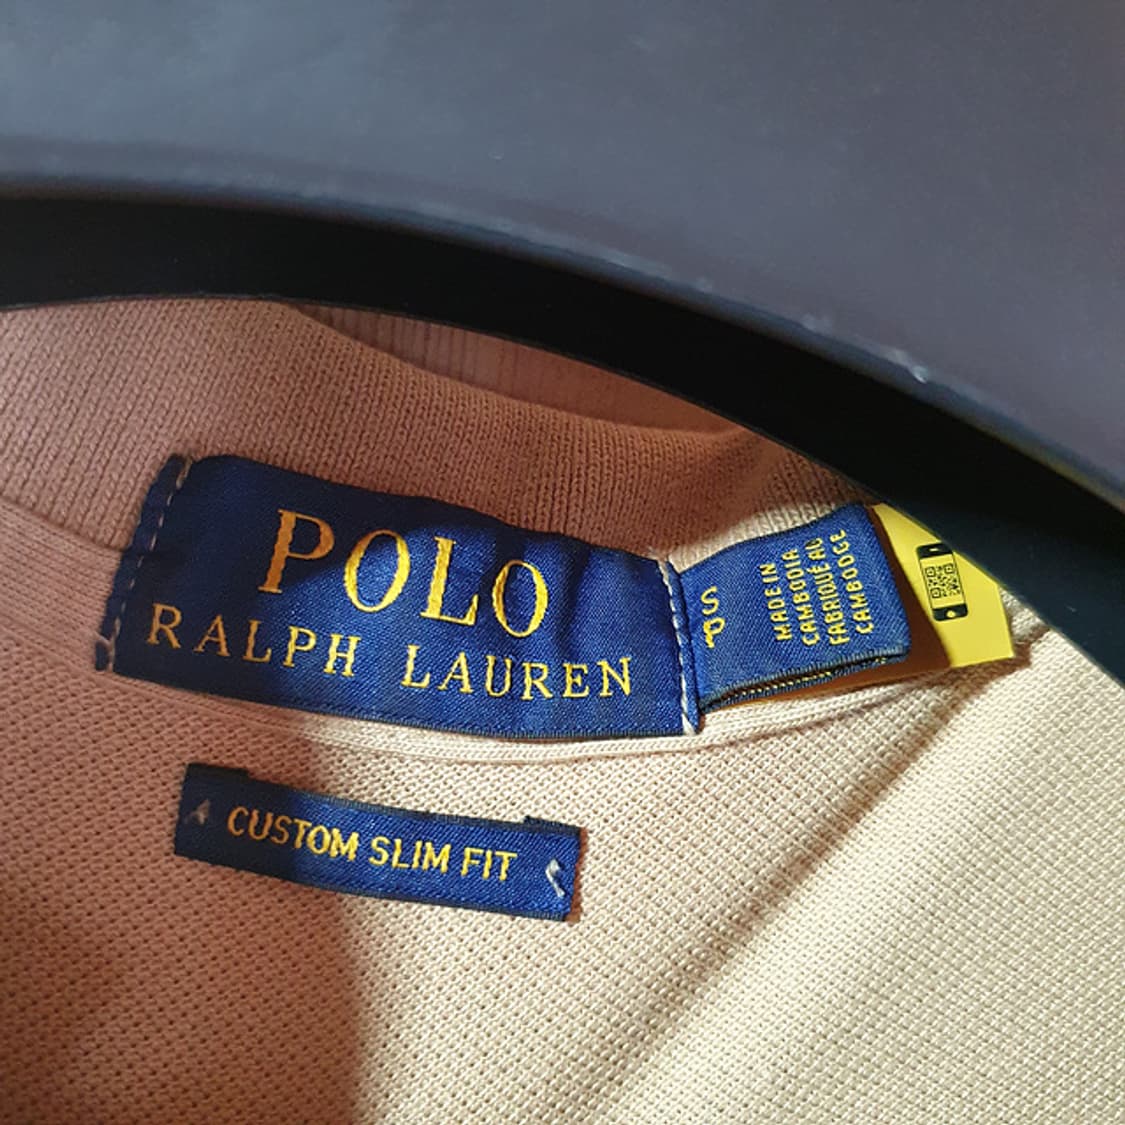 POLO
RALPH LAUREN
S
P
MADE IN
CAMBODIA
FABRIQUÉ AU
CAMBODGE
CUSTOM SLIM FIT